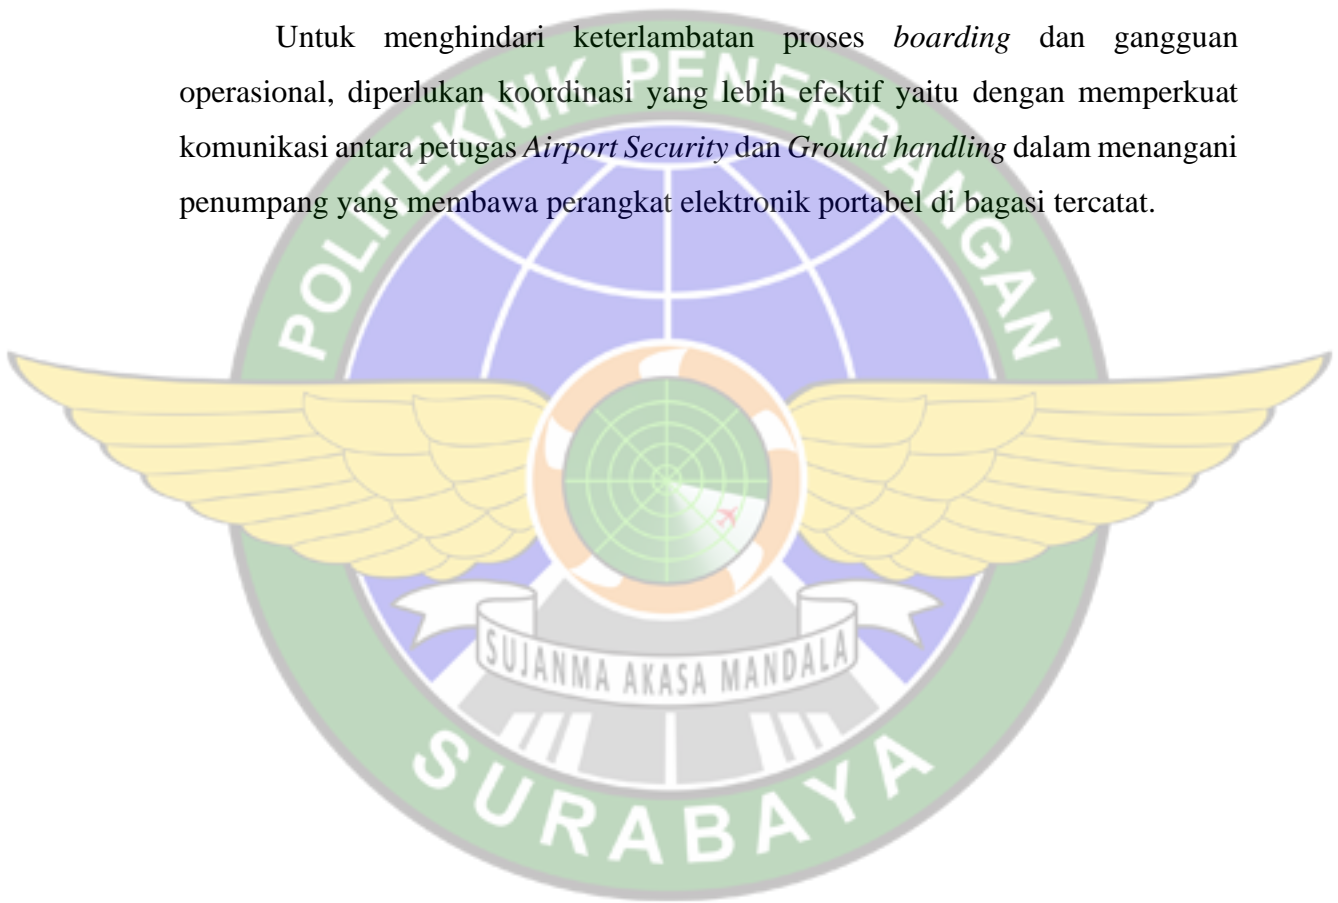 Untuk menghindari keterlambatan proses boarding dan gangguan
operasional, diperlukan koordinasi yang lebih efektif yaitu dengan memperkuat
komunikasi antara petugas Airport Security dan Ground handling dalam menangani
penumpang yang membawa perangkat elektronik portabel di bagasi tercatat.
POLITEKNIK PENERBANGAN
SUJANMA AKASA MANDALA
SURABAYA